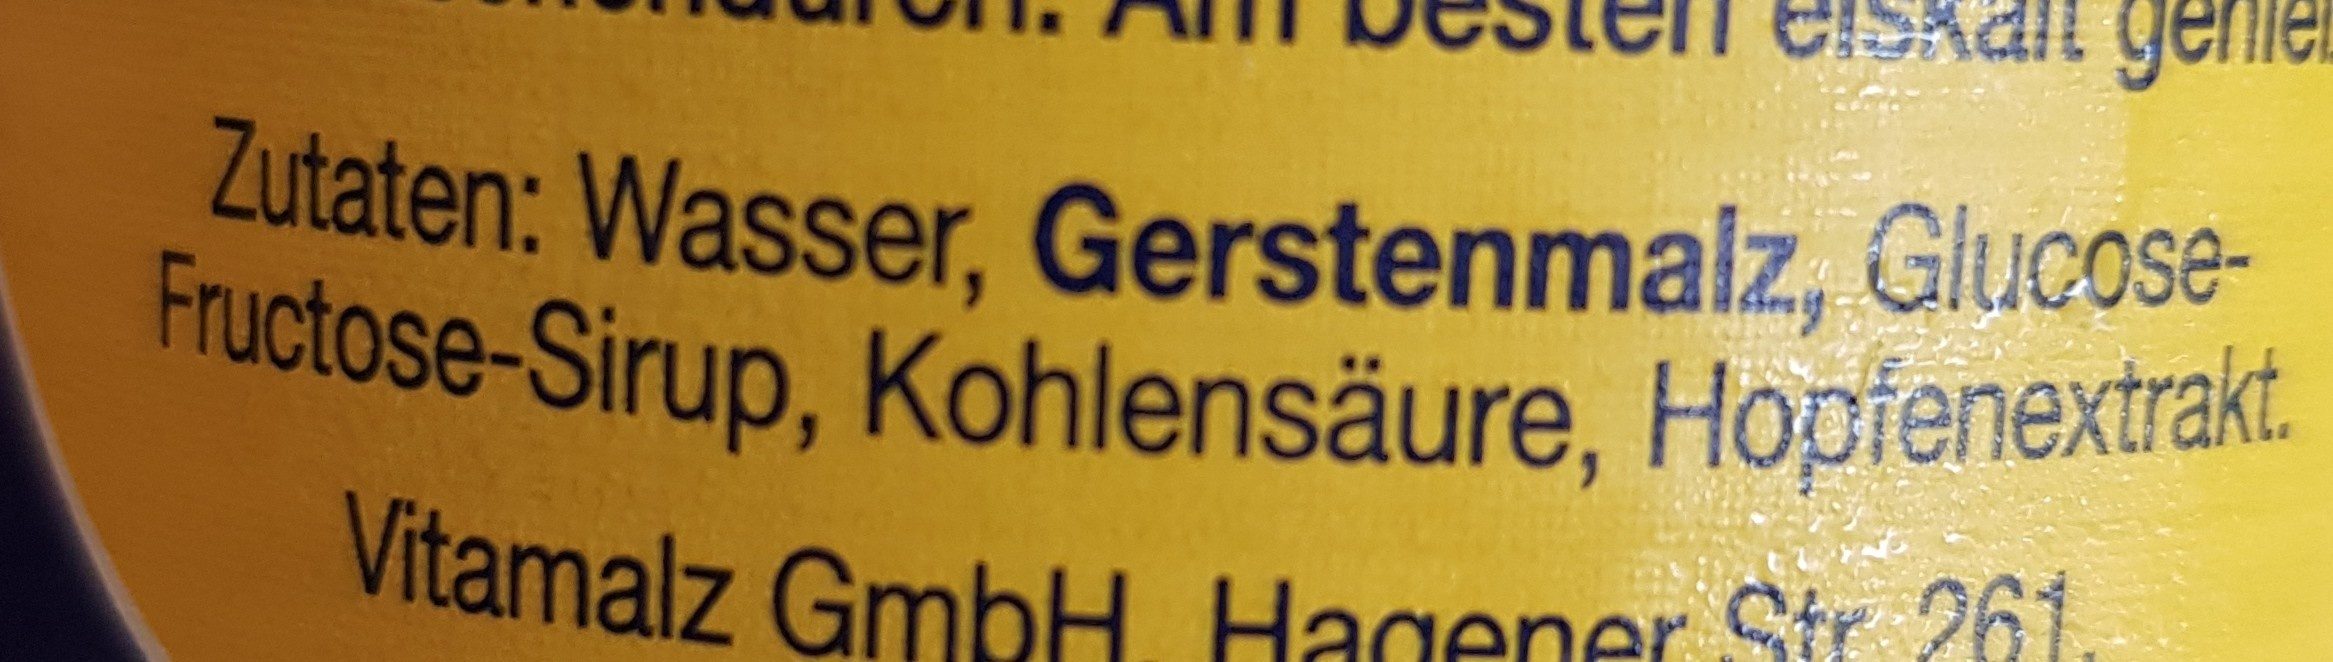 Am besten eiskalt
Zutaten: Wasser, Gerstenmalz, Glucose-
Fructose-Sirup, Kohlensäure, Hopfenextrakt.
Vitamalz GmbH, Hagener Str. 261,